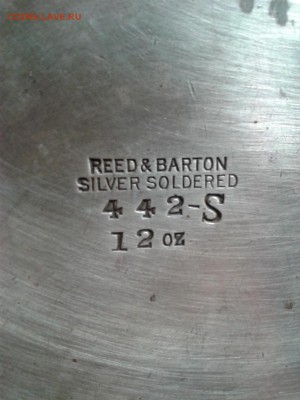 REED & BARTON
SILVER SOLDERED
442-S
12 OZ